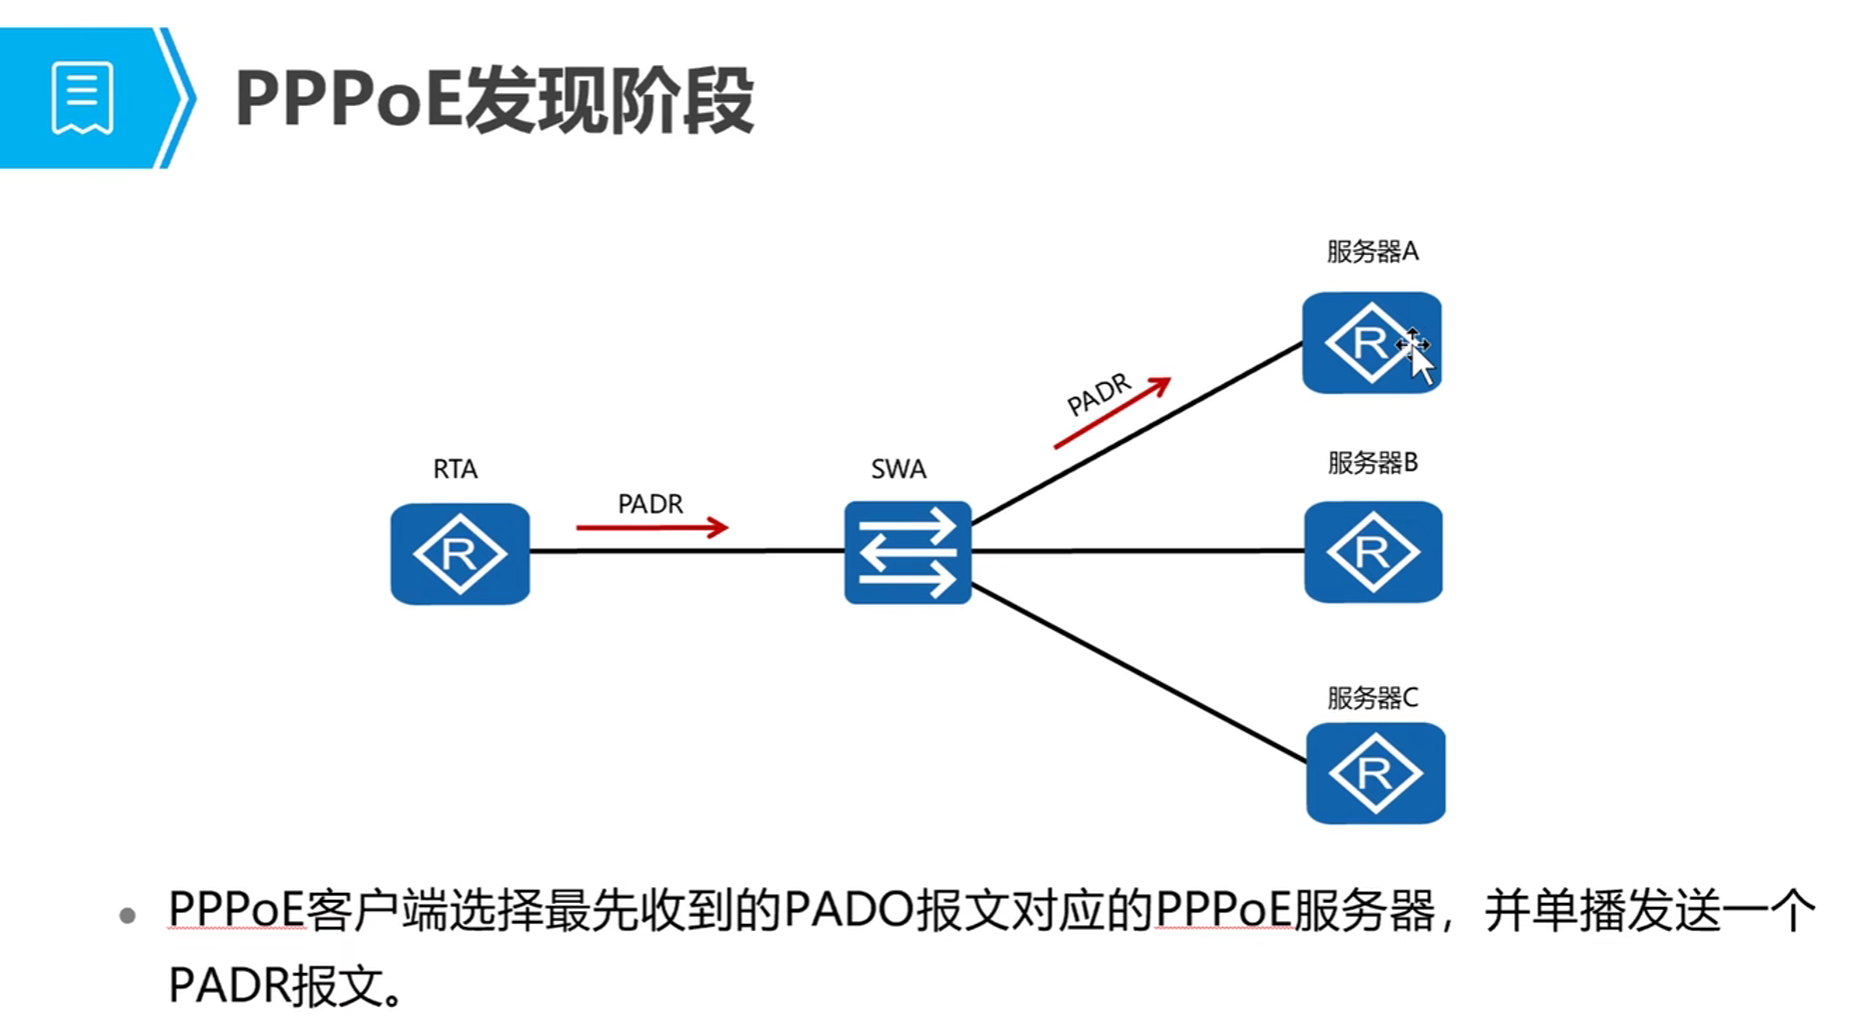 PPPoE发现阶段
服务器A
PADR
服务器B
RTA
SWA
PADR
服务器C
PPPoE客户端选择最先收到的PADO报文对应的PPPoE服务器，并单播发送一个
PADR报文。
R
R
R
R